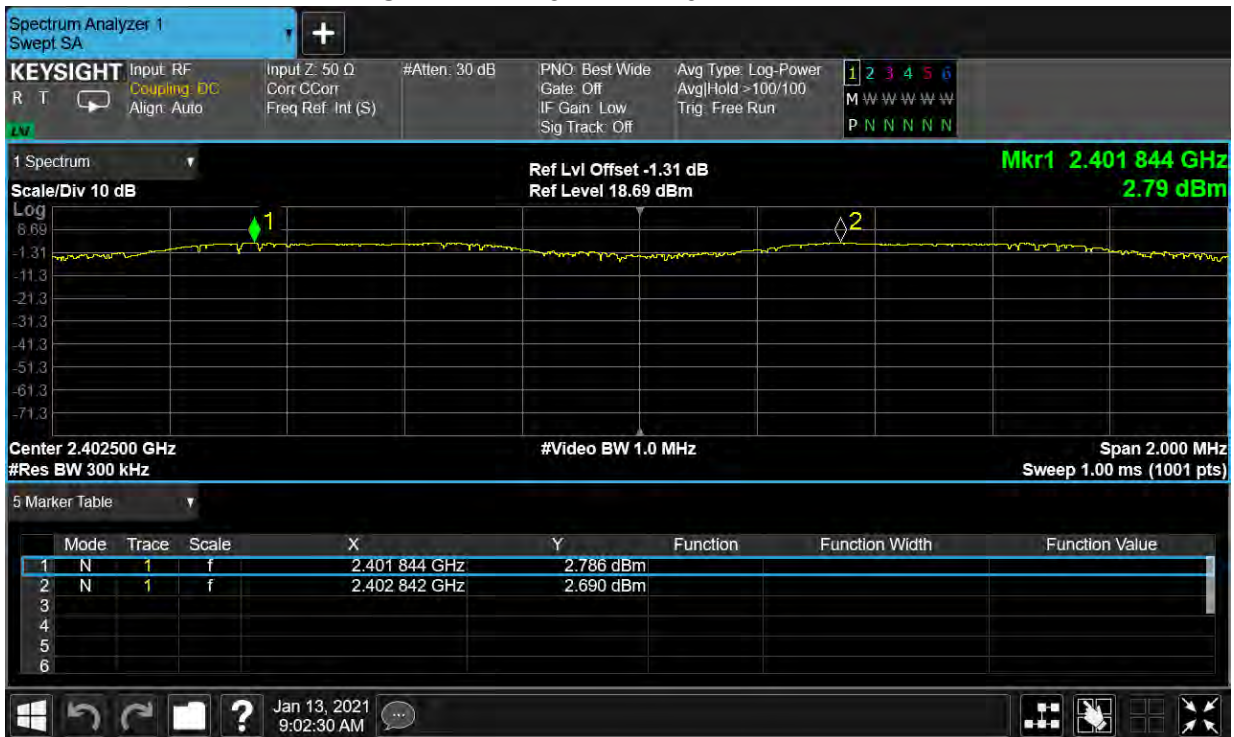 Spectrum Analyzer 1
Swept SA
KEYSIGHT
R T
LXI
Input: RF
Coupling: DC
Align: Auto
Input Z: 50 Ω
Corr CCorr
Freq Ref: Int (S)
#Atten: 30 dB
PNO: Best Wide
Gate: Off
IF Gain: Low
Sig Track: Off
Avg Type: Log-Power
Avg|Hold >100/100
Trig: Free Run
1 2 3 4 5 6
M W W W W W
P N N N N N
1 Spectrum
Scale/Div 10 dB
Ref Lvl Offset -1.31 dB
Ref Level 18.69 dBm
Mkr1 2.401 844 GHz
2.79 dBm
Log
8.69
-1.31
-11.3
-21.3
-31.3
-41.3
-51.3
-61.3
-71.3
1
2
Center 2.402500 GHz
#Video BW 1.0 MHz
Span 2.000 MHz
#Res BW 300 kHz
Sweep 1.00 ms (1001 pts)
5 Marker Table
Mode Trace Scale X Y Function Function Width Function Value
1 N 1 f 2.401 844 GHz 2.786 dBm
2 N 1 f 2.402 842 GHz 2.690 dBm
3
4
5
6
?
Jan 13, 2021
9:02:30 AM